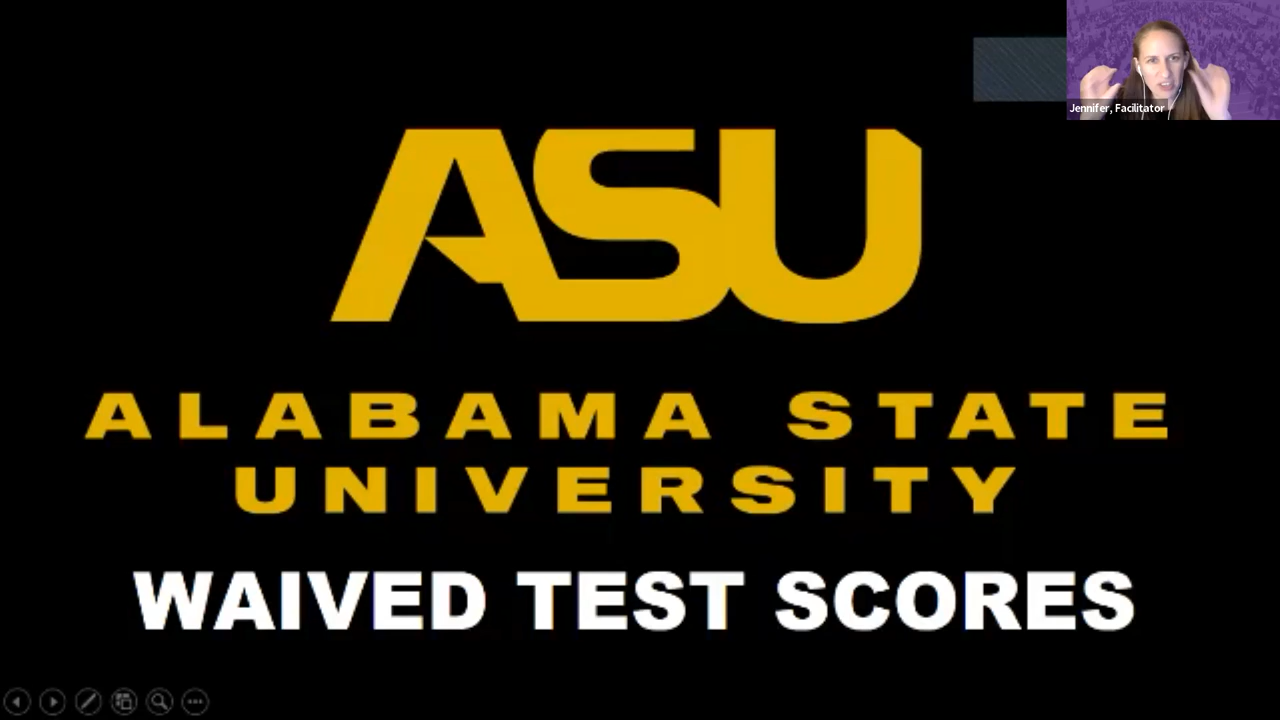 Jennifer, Facilitator
ASU
ALABAMA STATE
UNIVERSITY
WAIVED TEST SCORES